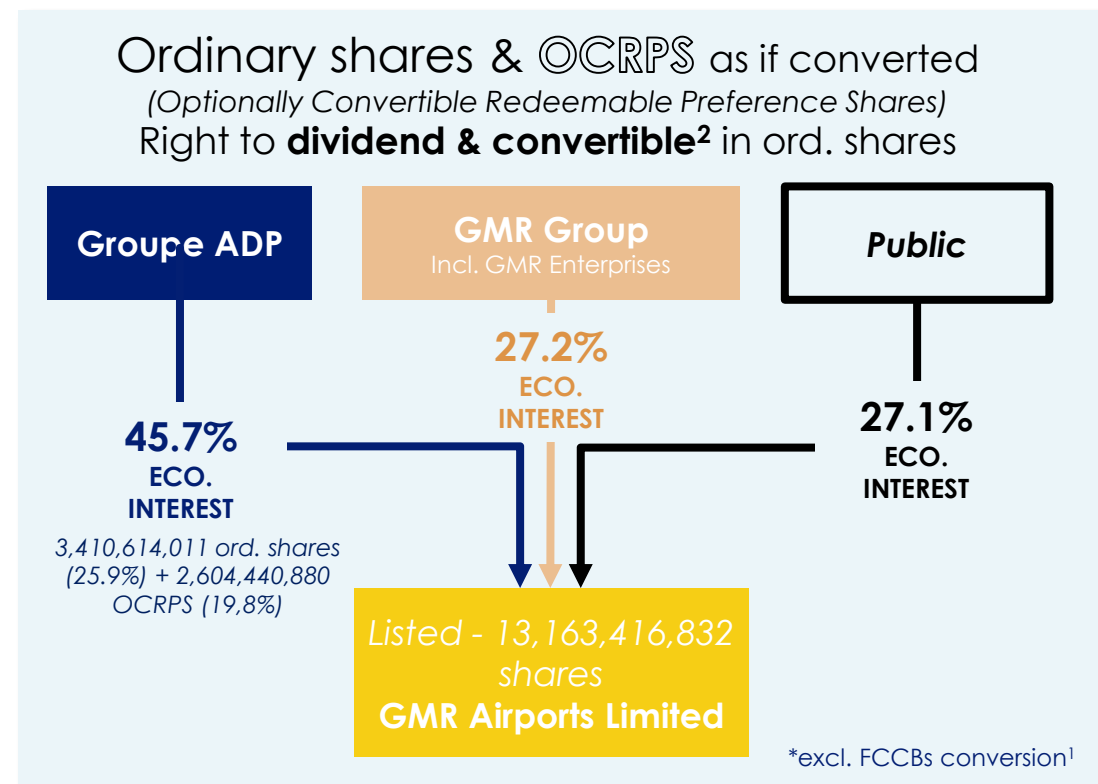 Ordinary shares & OCRPS as if converted
(Optionally Convertible Redeemable Preference Shares)
Right to dividend & convertible² in ord. shares
Groupe ADP
GMR Group
Incl. GMR Enterprises
Public
27.2%
ECO.
INTEREST
45.7%
ECO.
INTEREST
3,410,614,011 ord. shares
(25.9%) + 2,604,440,880
OCRPS (19,8%)
27.1%
ECO.
INTEREST
Listed - 13,163,416,832
shares
GMR Airports Limited
*excl. FCCBs conversion¹